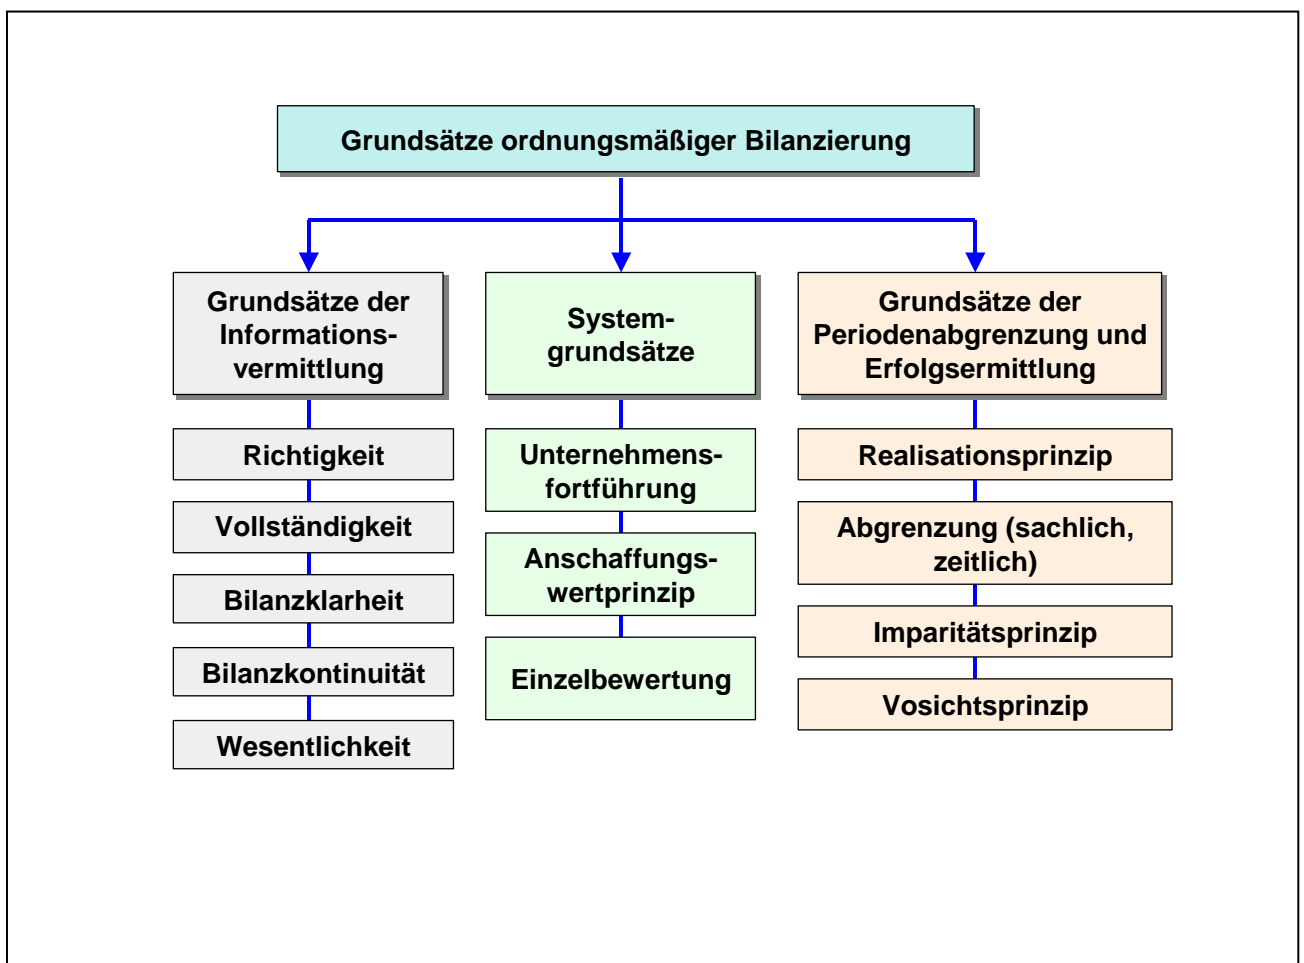 Grundsätze ordnungsmäßiger Bilanzierung
Grundsätze der
Informations-
vermittlung
Richtigkeit
Vollständigkeit
Bilanzklarheit
Bilanzkontinuität
Wesentlichkeit
System-
grundsätze
Unternehmens-
fortführung
Anschaffungs-
wertprinzip
Einzelbewertung
Grundsätze der
Periodenabgrenzung und
Erfolgsermittlung
Realisationsprinzip
Abgrenzung (sachlich,
zeitlich)
Imparitätsprinzip
Vosichtsprinzip